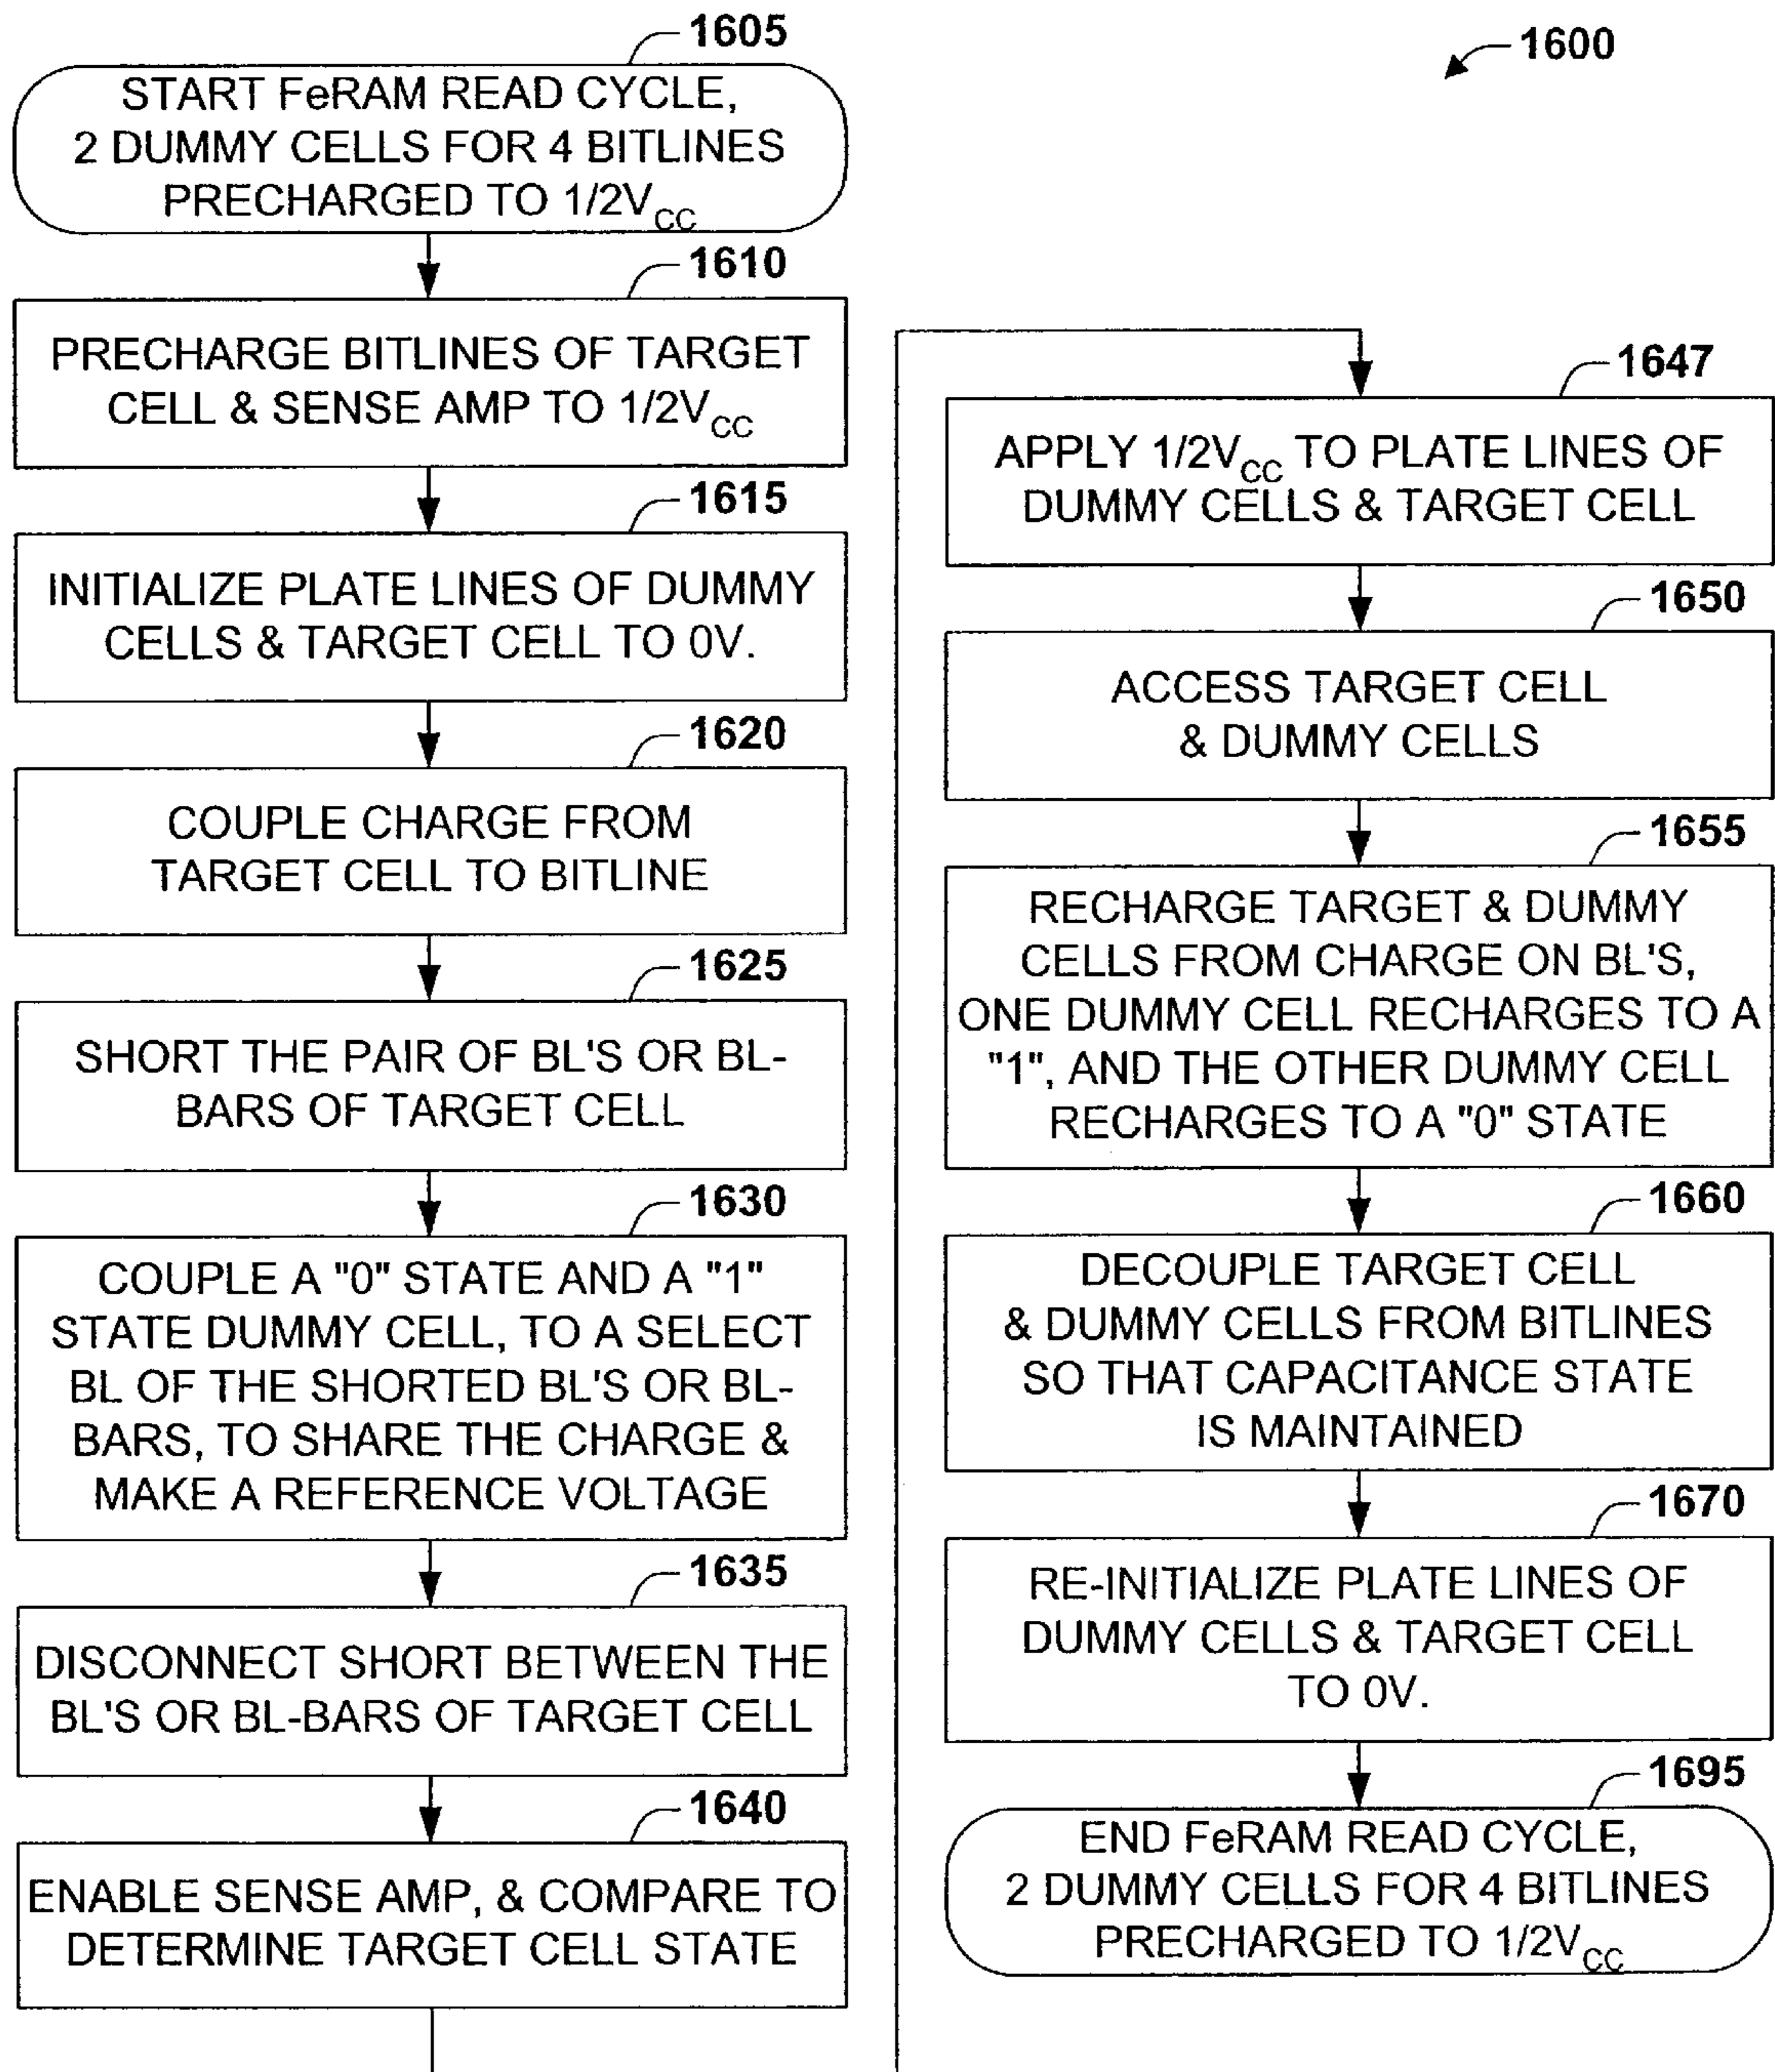 1600
1605
START FeRAM READ CYCLE,
2 DUMMY CELLS FOR 4 BITLINES
PRECHARGED TO 1/2VCC
1610
PRECHARGE BITLINES OF TARGET
CELL & SENSE AMP TO 1/2VCC
1615
INITIALIZE PLATE LINES OF DUMMY
CELLS & TARGET CELL TO 0V.
1620
COUPLE CHARGE FROM
TARGET CELL TO BITLINE
1625
SHORT THE PAIR OF BL'S OR BL-
BARS OF TARGET CELL
1630
COUPLE A "0" STATE AND A "1"
STATE DUMMY CELL, TO A SELECT
BL OF THE SHORTED BL'S OR BL-
BARS, TO SHARE THE CHARGE &
MAKE A REFERENCE VOLTAGE
1635
DISCONNECT SHORT BETWEEN THE
BL'S OR BL-BARS OF TARGET CELL
1640
ENABLE SENSE AMP, & COMPARE TO
DETERMINE TARGET CELL STATE
1647
APPLY 1/2VCC TO PLATE LINES OF
DUMMY CELLS & TARGET CELL
1650
ACCESS TARGET CELL
& DUMMY CELLS
1655
RECHARGE TARGET & DUMMY
CELLS FROM CHARGE ON BL'S,
ONE DUMMY CELL RECHARGES TO A
"1", AND THE OTHER DUMMY CELL
RECHARGES TO A "0" STATE
1660
DECOUPLE TARGET CELL
& DUMMY CELLS FROM BITLINES
SO THAT CAPACITANCE STATE
IS MAINTAINED
1670
RE-INITIALIZE PLATE LINES OF
DUMMY CELLS & TARGET CELL
TO 0V.
1695
END FeRAM READ CYCLE,
2 DUMMY CELLS FOR 4 BITLINES
PRECHARGED TO 1/2VCC